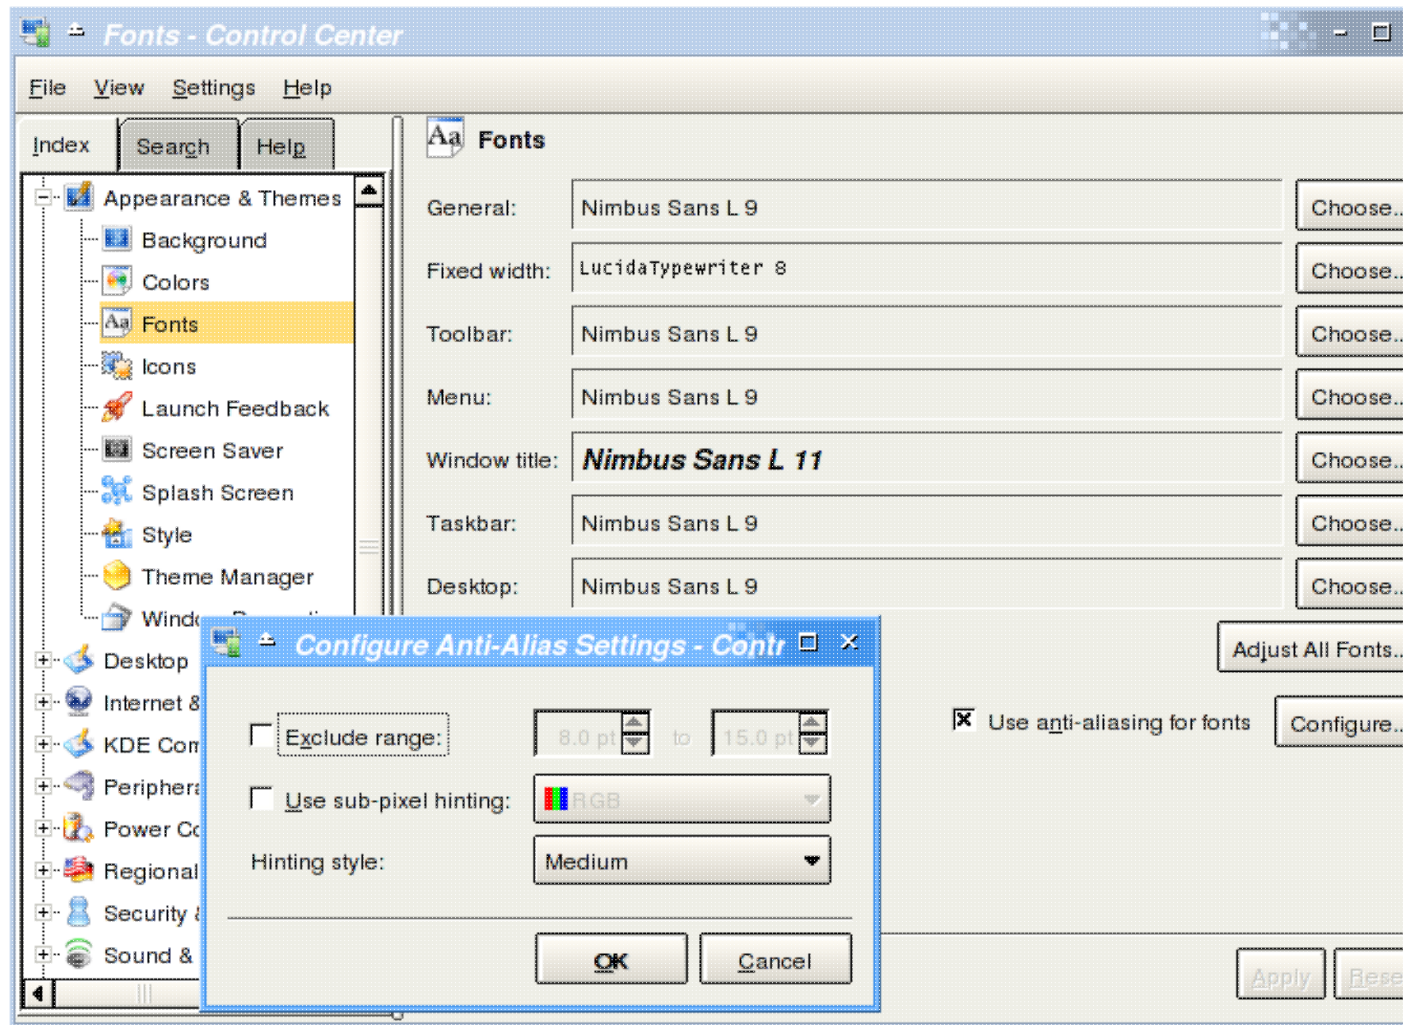 Fonts - Control Center
File View Settings Help
Index Search Help
Appearance & Themes
Background
Colors
Fonts
Icons
Launch Feedback
Screen Saver
Splash Screen
Style
Theme Manager
Desktop
Internet &
KDE
Power
Regional
Security
Sound &
Aa Fonts
General: Nimbus Sans L 9 Choose..
Fixed width: LucidaTypewriter 8 Choose..
Toolbar: Nimbus Sans L 9 Choose..
Menu: Nimbus Sans L 9 Choose..
Window title: Nimbus Sans L 11 Choose..
Taskbar: Nimbus Sans L 9 Choose..
Desktop: Nimbus Sans L 9 Choose..
Adjust All Fonts..
Use anti-aliasing for fonts Configure..
Apply
Configure Anti-Alias Settings - Contr
Exclude range: 8.0 pt to 15.0 pt
Use sub-pixel hinting: RGB
Hinting style: Medium
OK Cancel